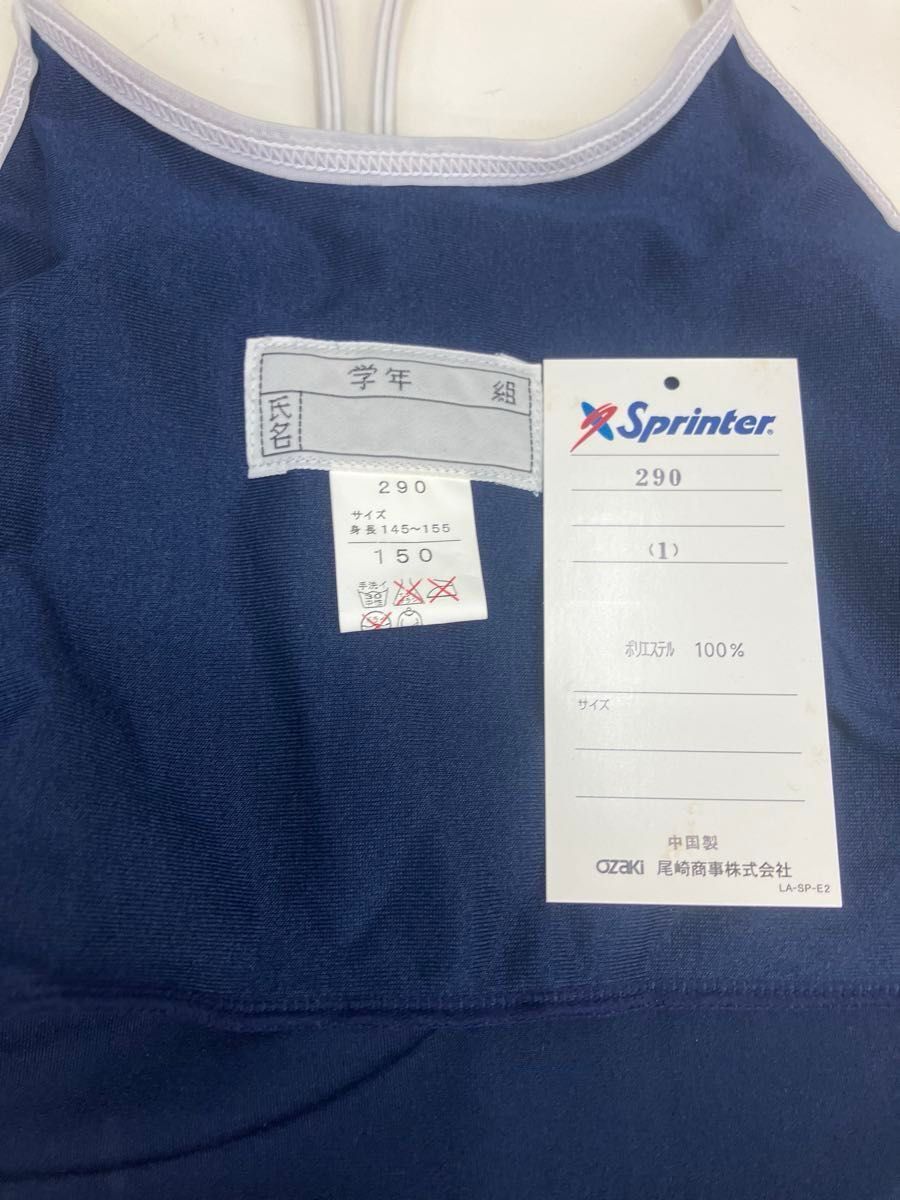 学年 組
氏名
290
サイズ
身長145~155
150
手洗イ
30
Sprinter®
290
(1)
ポリエステル 100%
サイズ
中国製
ozaki 尾崎商事株式会社
LA-SP-E2